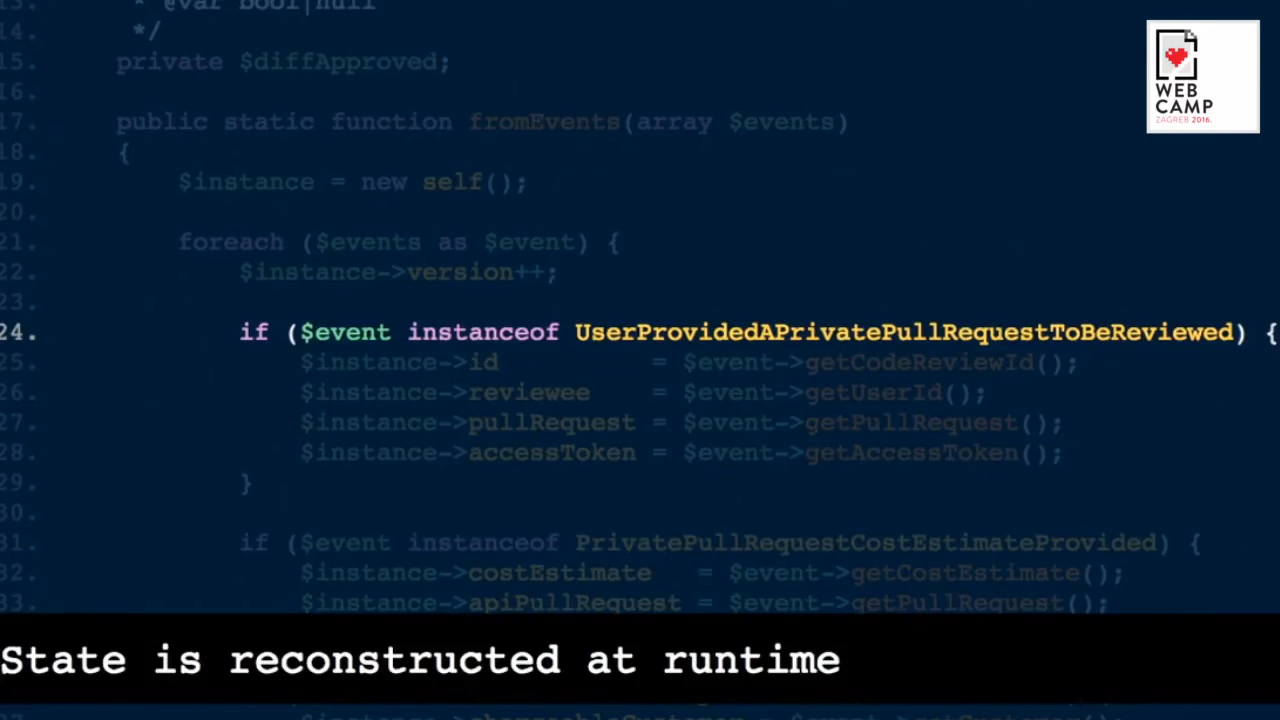 13. * @var bool|null
14. */
15. private $diffApproved;
16.
17. public static function fromEvents(array $events)
18. {
19. $instance = new self();
20.
21. foreach ($events as $event) {
22. $instance->version++;
23.
24. if ($event instanceof UserProvidedAPrivatePullRequestToBeReviewed) {
25. $instance->id = $event->getCodeReviewId();
26. $instance->reviewee = $event->getUserId();
27. $instance->pullRequest = $event->getPullRequest();
28. $instance->accessToken = $event->getAccessToken();
29. }
30.
31. if ($event instanceof PrivatePullRequestCostEstimateProvided) {
32. $instance->costEstimate = $event->getCostEstimate();
33. $instance->apiPullRequest = $event->getPullRequest();
State is reconstructed at runtime
WEB
CAMP
ZAGREB 2016.